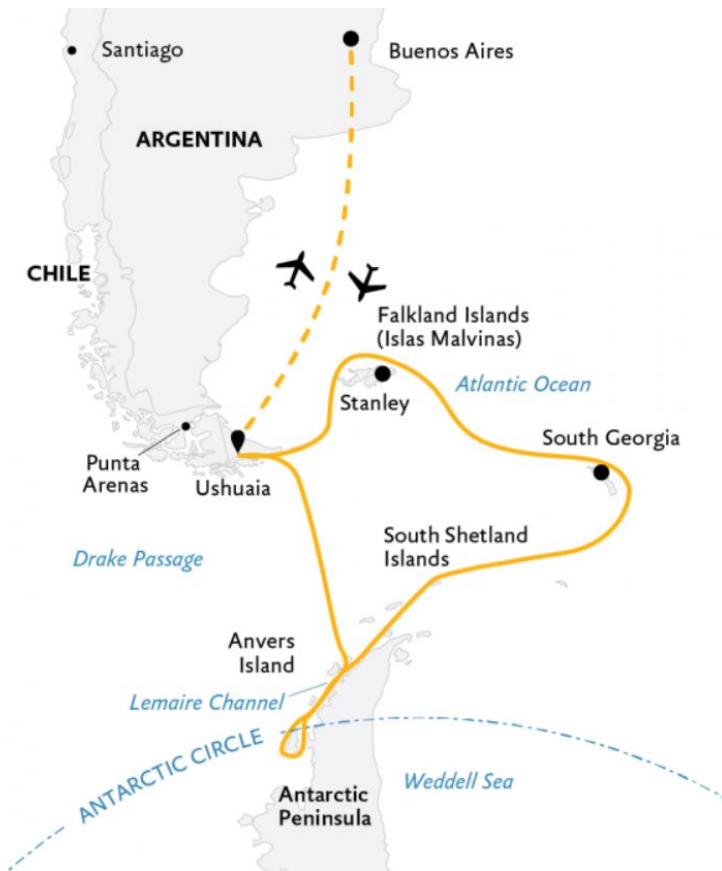 Santiago
Buenos Aires
ARGENTINA
CHILE
Falkland Islands
(Islas Malvinas)
Atlantic Ocean
Stanley
South Georgia
Punta
Arenas
Ushuaia
South Shetland
Islands
Drake Passage
Anvers
Island
Lemaire Channel
ANTARCTIC CIRCLE
Weddell Sea
Antarctic
Peninsula